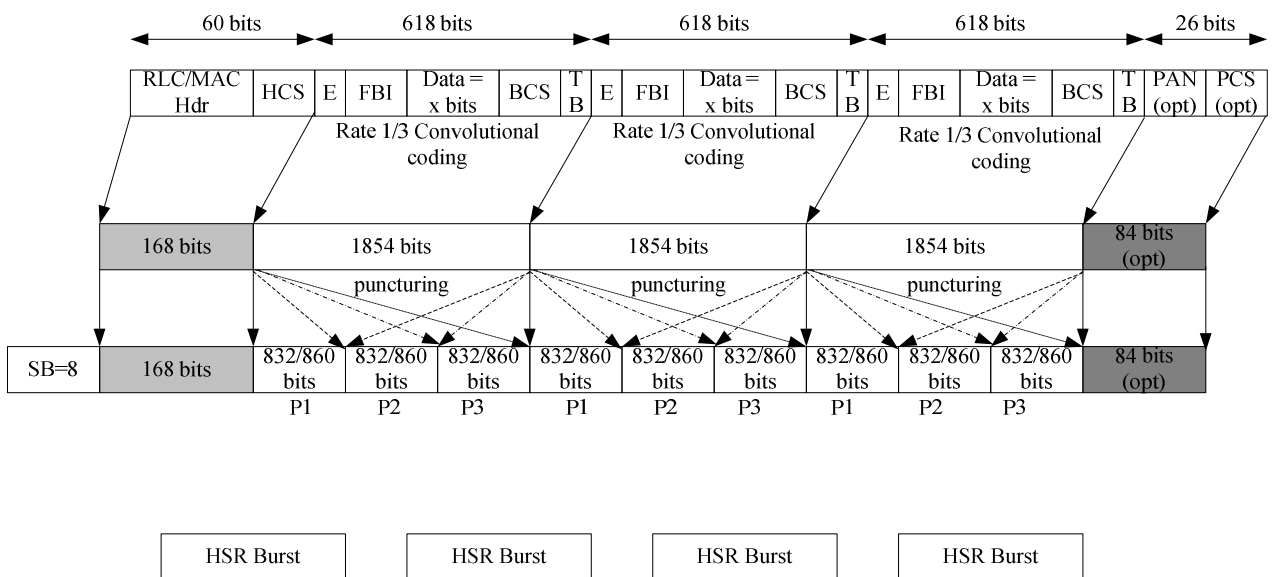 60 bits 618 bits 618 bits 618 bits 26 bits
RLC/MAC Hdr HCS E FBI Data = x bits BCS T B E FBI Data = x bits BCS T B E FBI Data = x bits BCS T B PAN (opt) PCS (opt)
Rate 1/3 Convolutional coding Rate 1/3 Convolutional coding Rate 1/3 Convolutional coding
168 bits 1854 bits 1854 bits 1854 bits 84 bits (opt)
puncturing puncturing puncturing
SB=8 168 bits 832/860 bits 832/860 bits 832/860 bits 832/860 bits 832/860 bits 832/860 bits 832/860 bits 832/860 bits 832/860 bits 84 bits (opt)
P1 P2 P3 P1 P2 P3 P1 P2 P3
HSR Burst HSR Burst HSR Burst HSR Burst